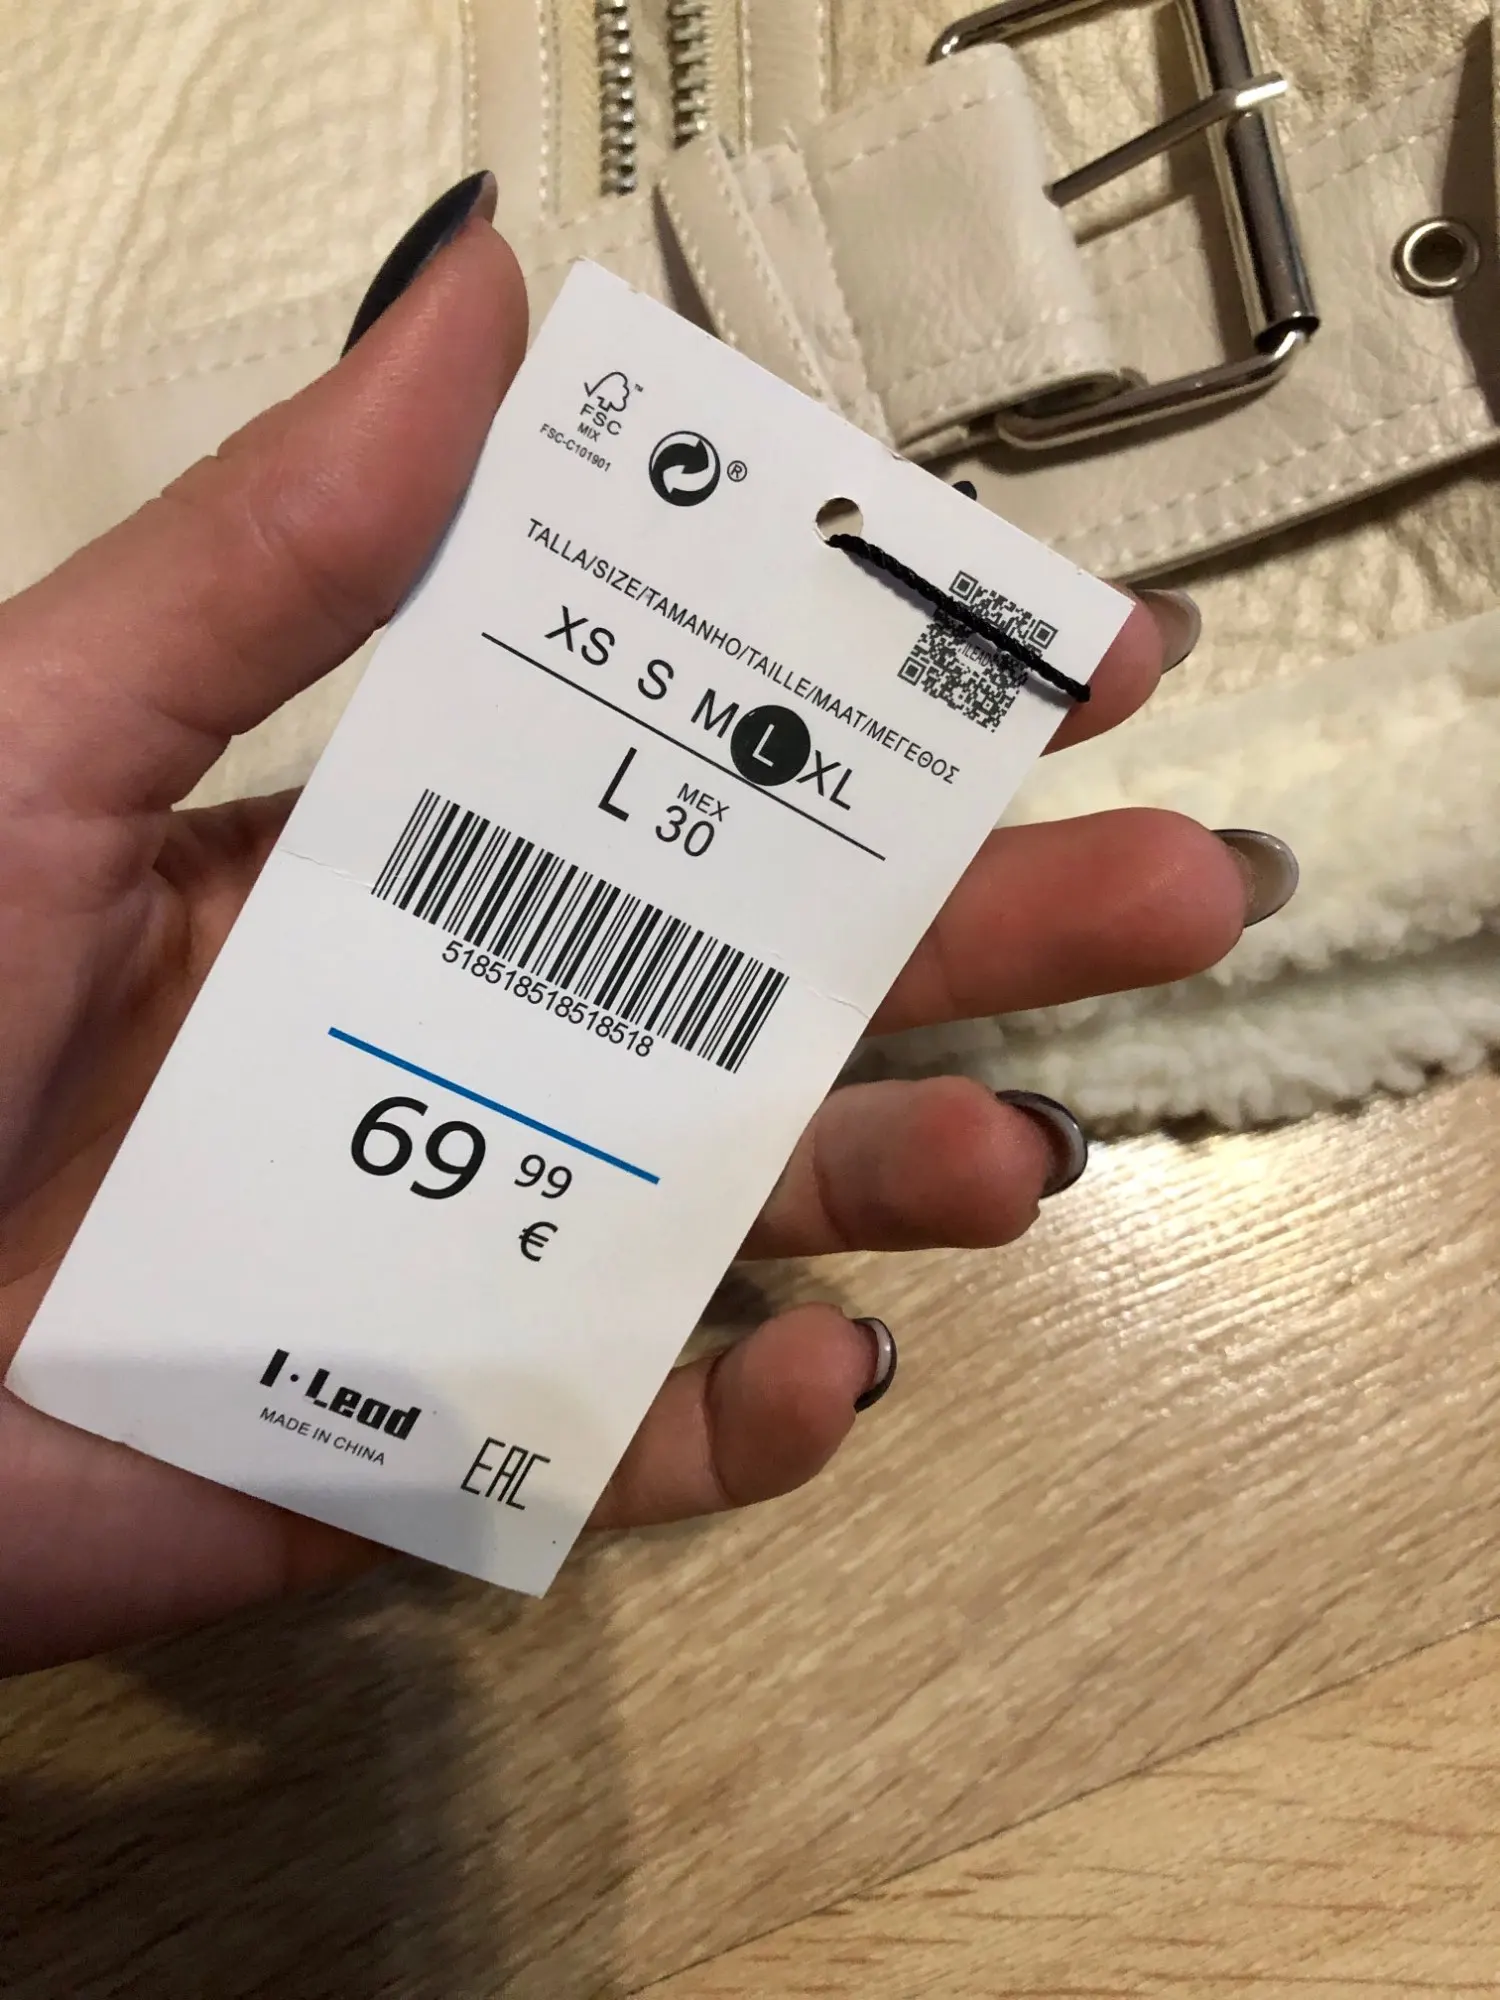 FSC
MIX
FSC-C101901
®
TALLA/SIZE/TAMANHO/TAILLE/MAAT/ΜΕΓΕΘΟΣ
XS S M L XL
L MEX 30
518518518518518
69 99 €
I·Lead
MADE IN CHINA
EAC